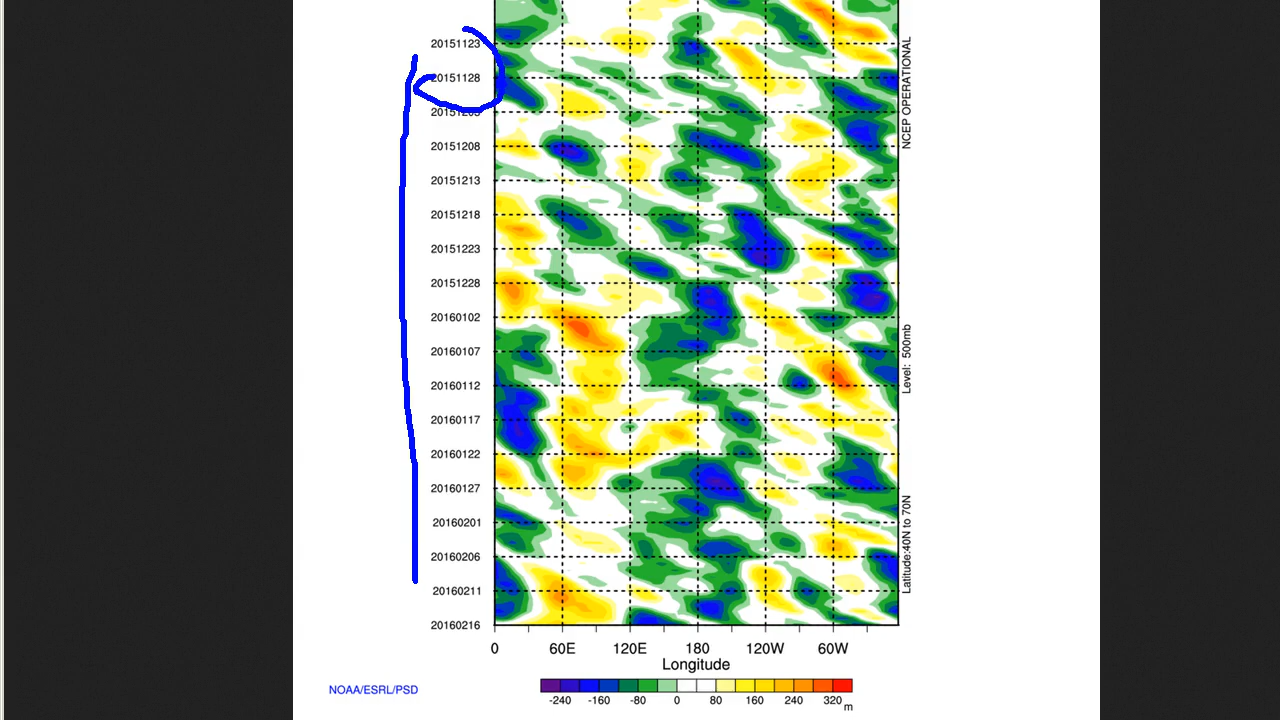 20151123
20151128
20151203
20151208
20151213
20151218
20151223
20151228
20160102
20160107
20160112
20160117
20160122
20160127
20160201
20160206
20160211
20160216
0 60E 120E 180 120W 60W
Longitude
NCEP OPERATIONAL
Level: 500mb
Latitude:40N to 70N
NOAA/ESRL/PSD
-240 -160 -80 0 80 160 240 320
m